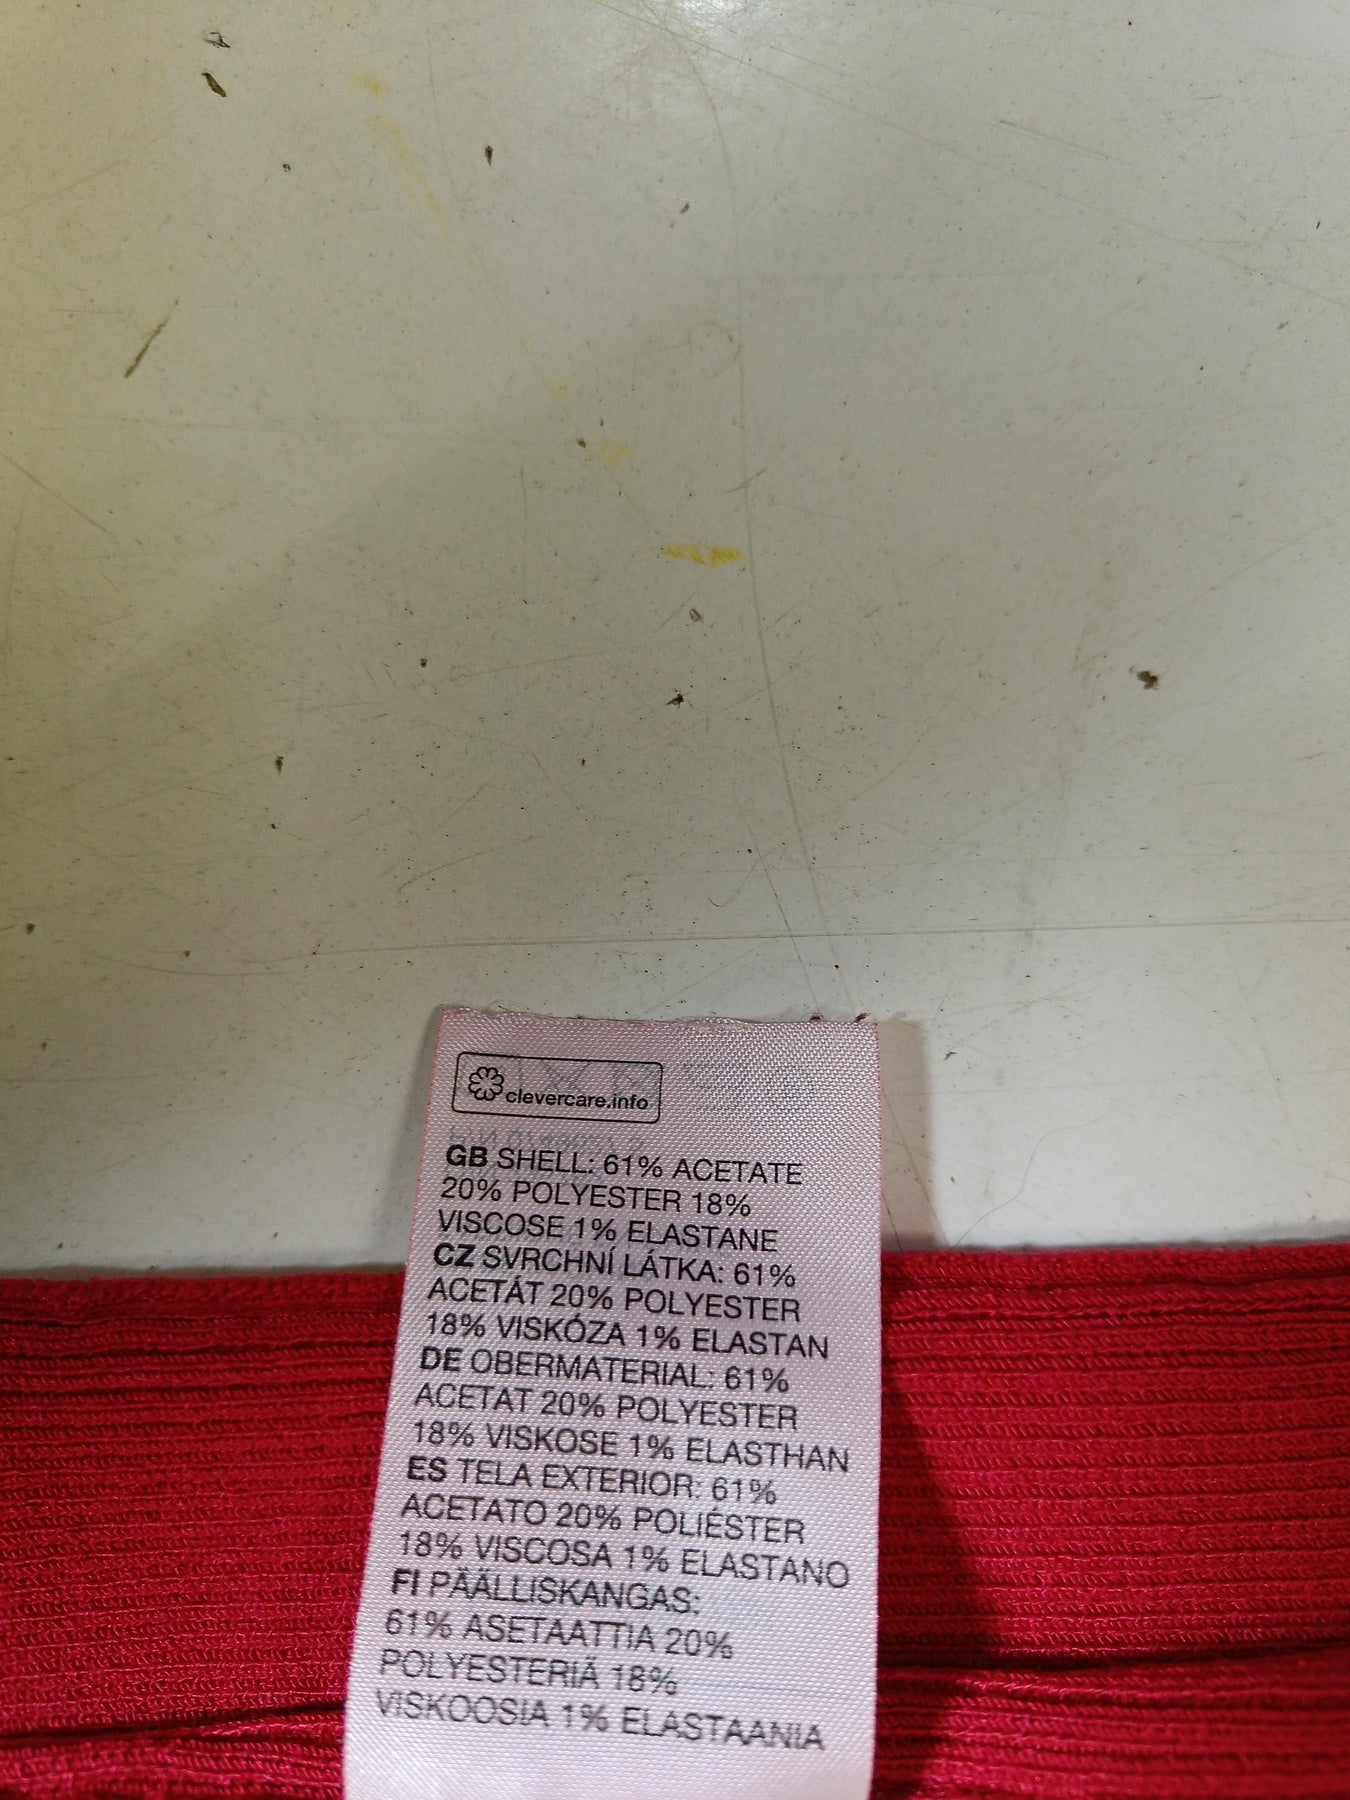 clevercare.info
GB SHELL: 61% ACETATE
20% POLYESTER 18%
VISCOSE 1% ELASTANE
CZ SVRCHNÍ LÁTKA: 61%
ACETÁT 20% POLYESTER
18% VISKÓZA 1% ELASTAN
DE OBERMATERIAL: 61%
ACETAT 20% POLYESTER
18% VISKOSE 1% ELASTHAN
ES TELA EXTERIOR: 61%
ACETATO 20% POLIÉSTER
18% VISCOSA 1% ELASTANO
FI PÄÄLLISKANGAS:
61% ASETAATTIA 20%
POLYESTERIÄ 18%
VISKOOSIA 1% ELASTAANIA